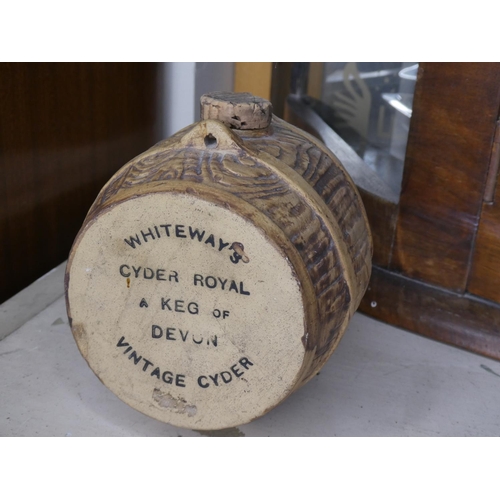 WHITEWAYS
CYDER ROYAL
A KEG OF
DEVON
VINTAGE CYDER